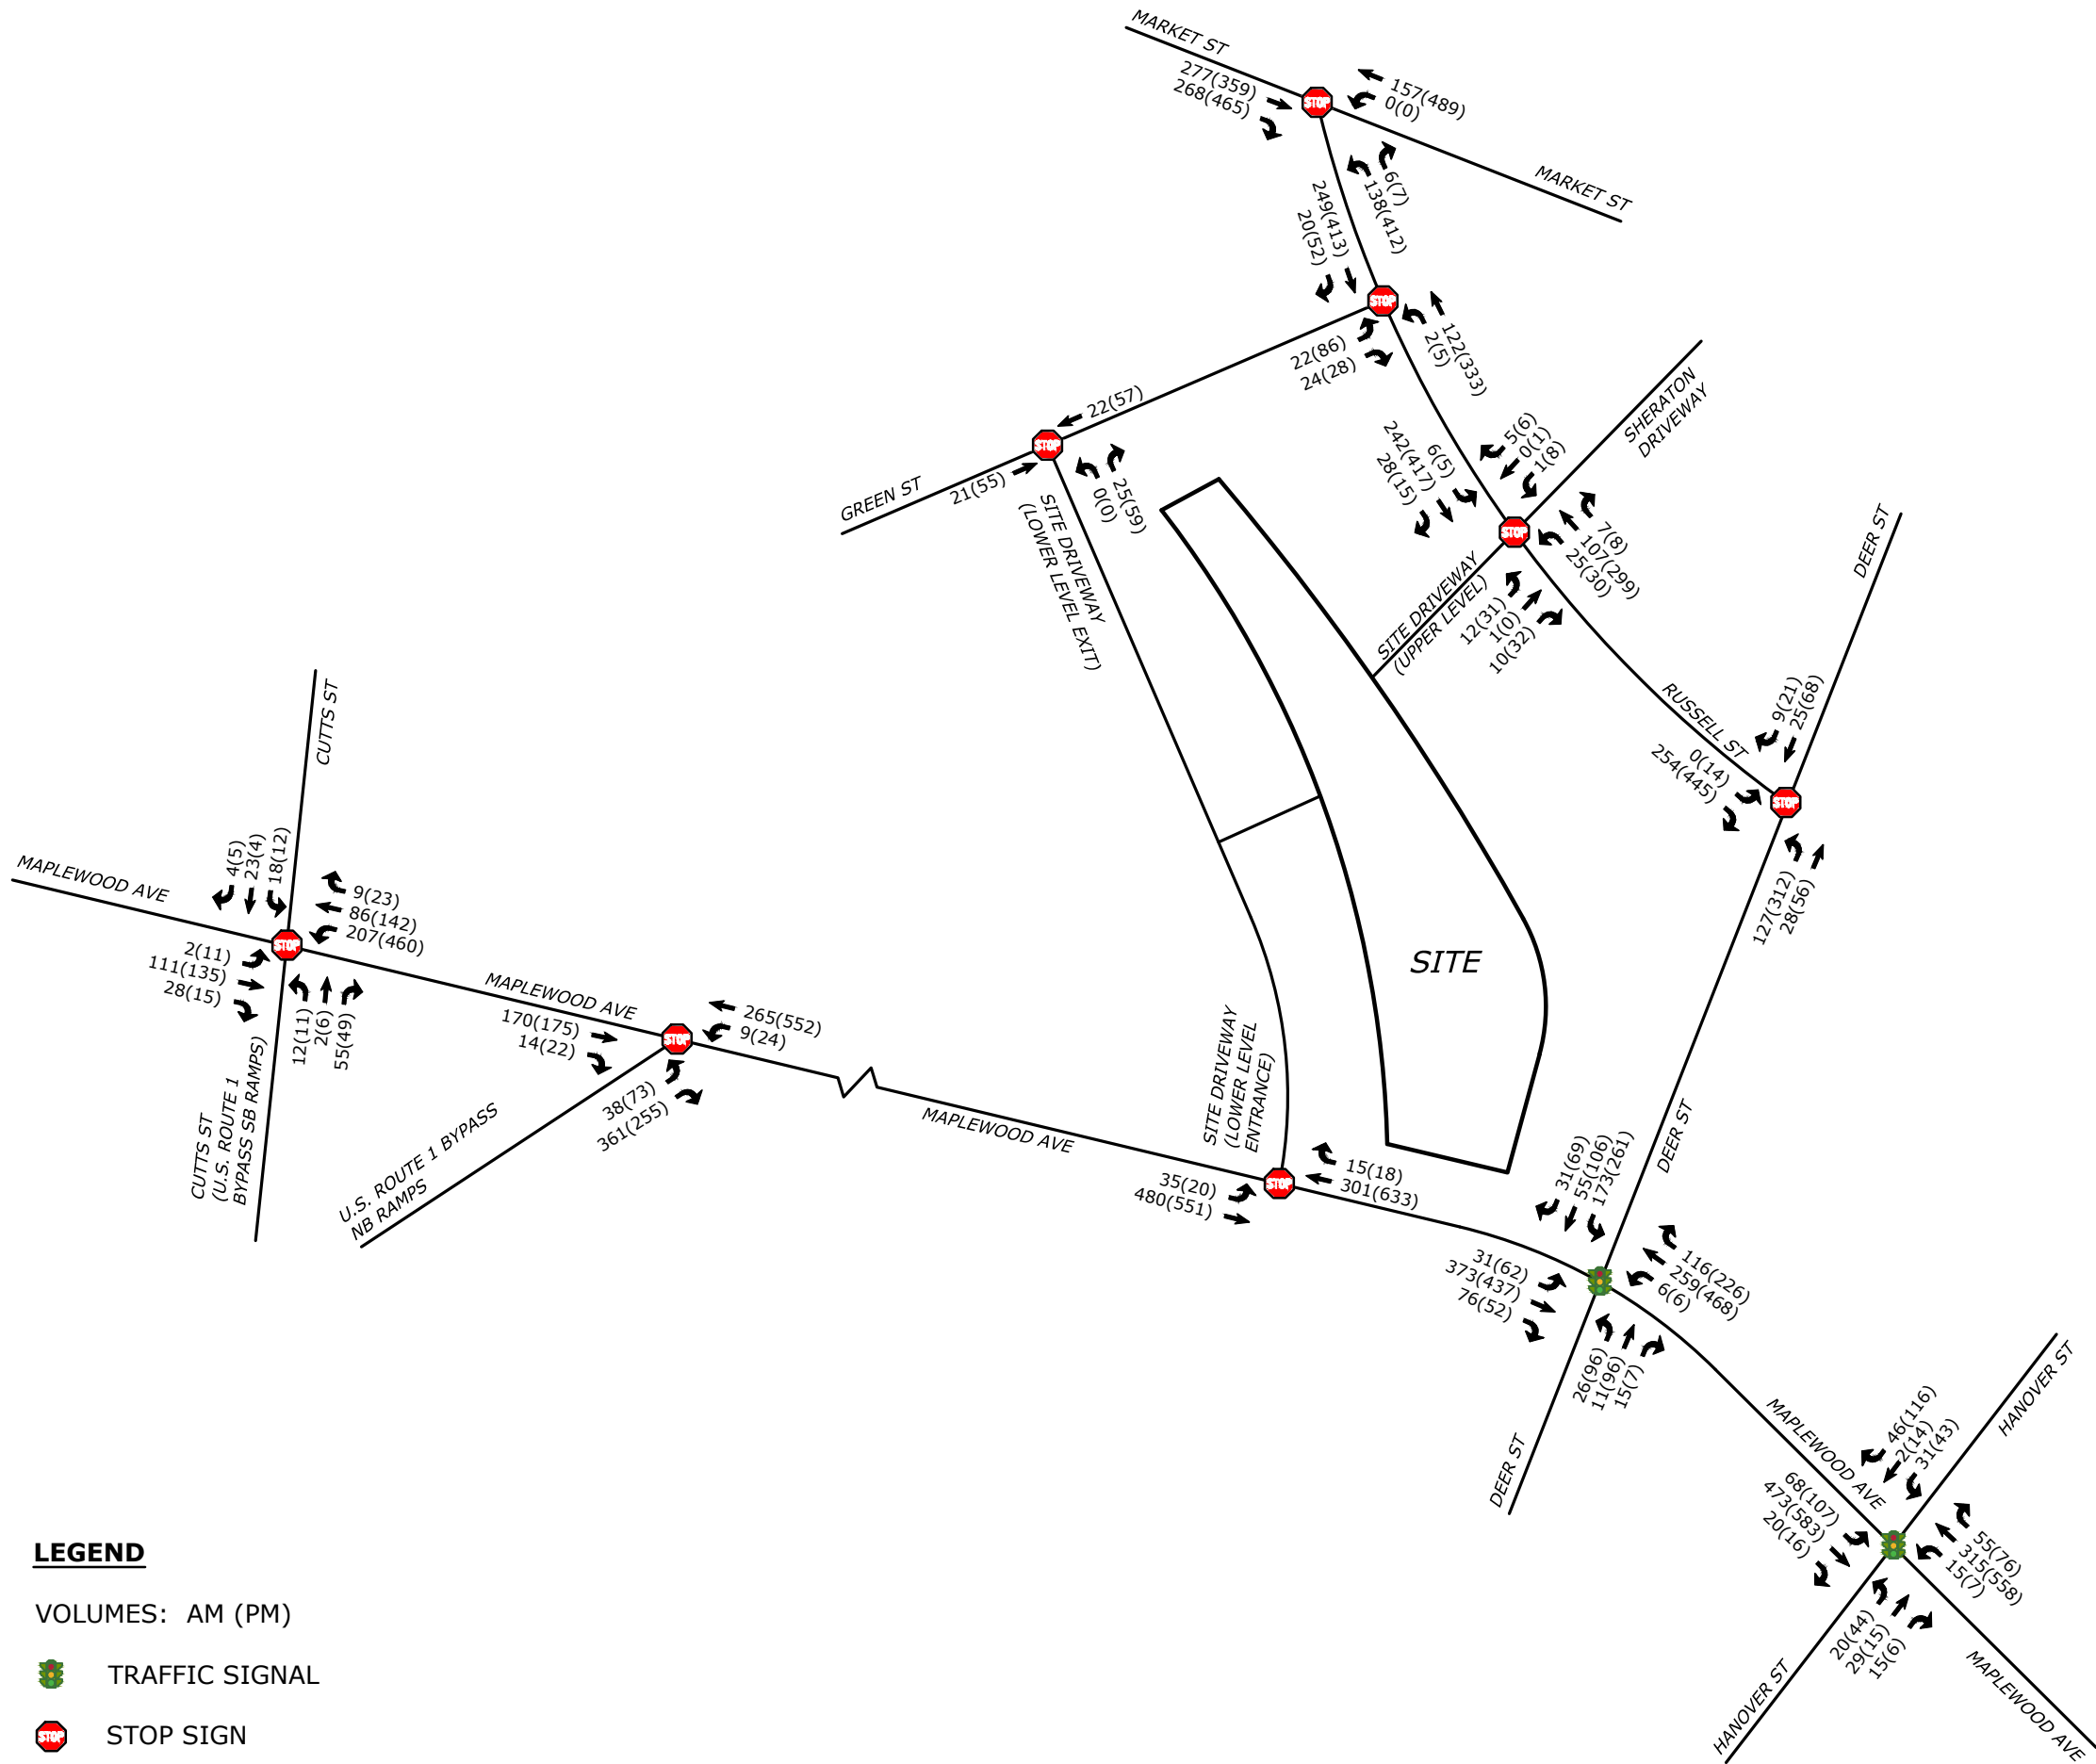 MARKET ST
277(359)
268(465)
STOP
157(489)
0(0)
MARKET ST
6(7)
138(412)
249(413)
20(52)
STOP
122(333)
2(5)
22(86)
24(28)
22(57)
STOP
21(55)
GREEN ST
25(59)
0(0)
SITE DRIVEWAY
(LOWER LEVEL EXIT)
SHERATON
DRIVEWAY
5(6)
0(1)
1(8)
6(5)
242(417)
28(15)
STOP
7(8)
107(299)
25(30)
SITE DRIVEWAY
(UPPER LEVEL)
12(31)
1(0)
10(32)
DEER ST
RUSSELL ST
9(21)
25(68)
0(14)
254(445)
STOP
127(312)
28(56)
CUTTS ST
MAPLEWOOD AVE
4(5)
23(4)
18(12)
9(23)
86(142)
207(460)
STOP
2(11)
111(135)
28(15)
12(11)
2(6)
55(49)
CUTTS ST
(U.S. ROUTE 1
BYPASS SB RAMPS)
MAPLEWOOD AVE
170(175)
14(22)
STOP
265(552)
9(24)
38(73)
361(255)
U.S. ROUTE 1 BYPASS
NB RAMPS
MAPLEWOOD AVE
SITE
SITE DRIVEWAY
(LOWER LEVEL
ENTRANCE)
35(20)
480(551)
STOP
15(18)
301(633)
DEER ST
31(69)
55(106)
173(261)
31(62)
373(437)
76(52)
116(226)
259(468)
6(6)
26(96)
11(96)
15(7)
DEER ST
MAPLEWOOD AVE
HANOVER ST
46(116)
2(14)
31(43)
68(107)
473(583)
20(16)
55(76)
315(558)
15(7)
20(44)
29(15)
15(6)
HANOVER ST
MAPLEWOOD AVE
LEGEND
VOLUMES: AM (PM)
TRAFFIC SIGNAL
STOP STOP SIGN